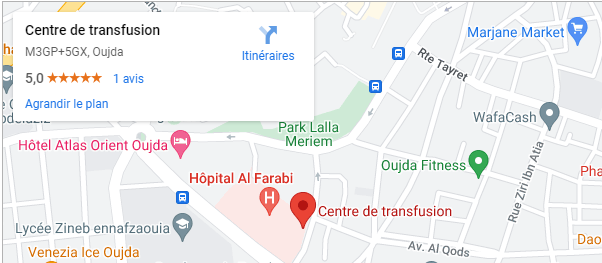 Centre de transfusion
M3GP+5GX, Oujda
5,0
1 avis
Agrandir le plan
Itinéraires
Marjane Market
Rte Tayret
WafaCash
Park Lalla
Meriem
Hôtel Atlas Orient Oujda
Oujda Fitness
Rue Ziri Ibn Atia
Pha
Hôpital Al Farabi
H
Centre de transfusion
Lycée Zineb ennafzaouia
Av. Al Qods
Venezia Ice Oujda